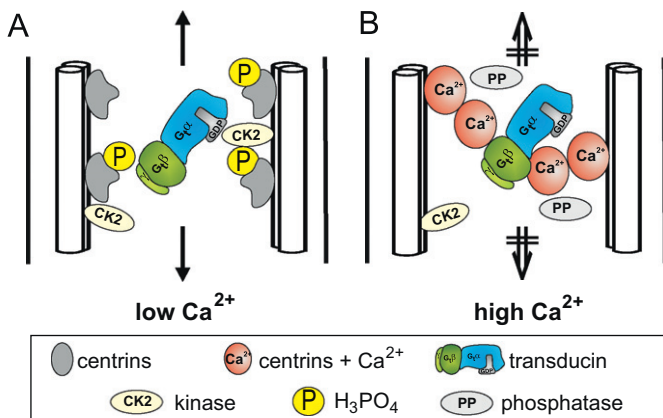 A
P
Gtα
GDP
CK2
P
P
Gtβ
γ
CK2
low Ca2+
B
PP
Ca2+
Ca2+
Gtα
GDP
Ca2+
Gtβ
Ca2+
CK2
PP
high Ca2+
centrins
Ca2+ centrins + Ca2+
Gtβ Gtα GDP transducin
CK2 kinase
P H3PO4
PP phosphatase